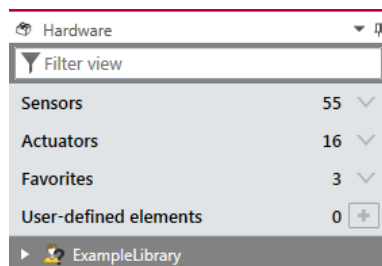 Hardware
Filter view
Sensors 55
Actuators 16
Favorites 3
User-defined elements 0
ExampleLibrary